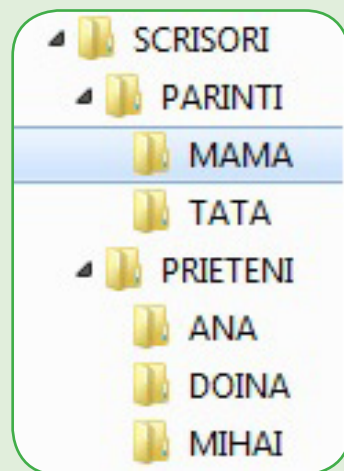 SCRISORI
PARINTI
MAMA
TATA
PRIETENI
ANA
DOINA
MIHAI